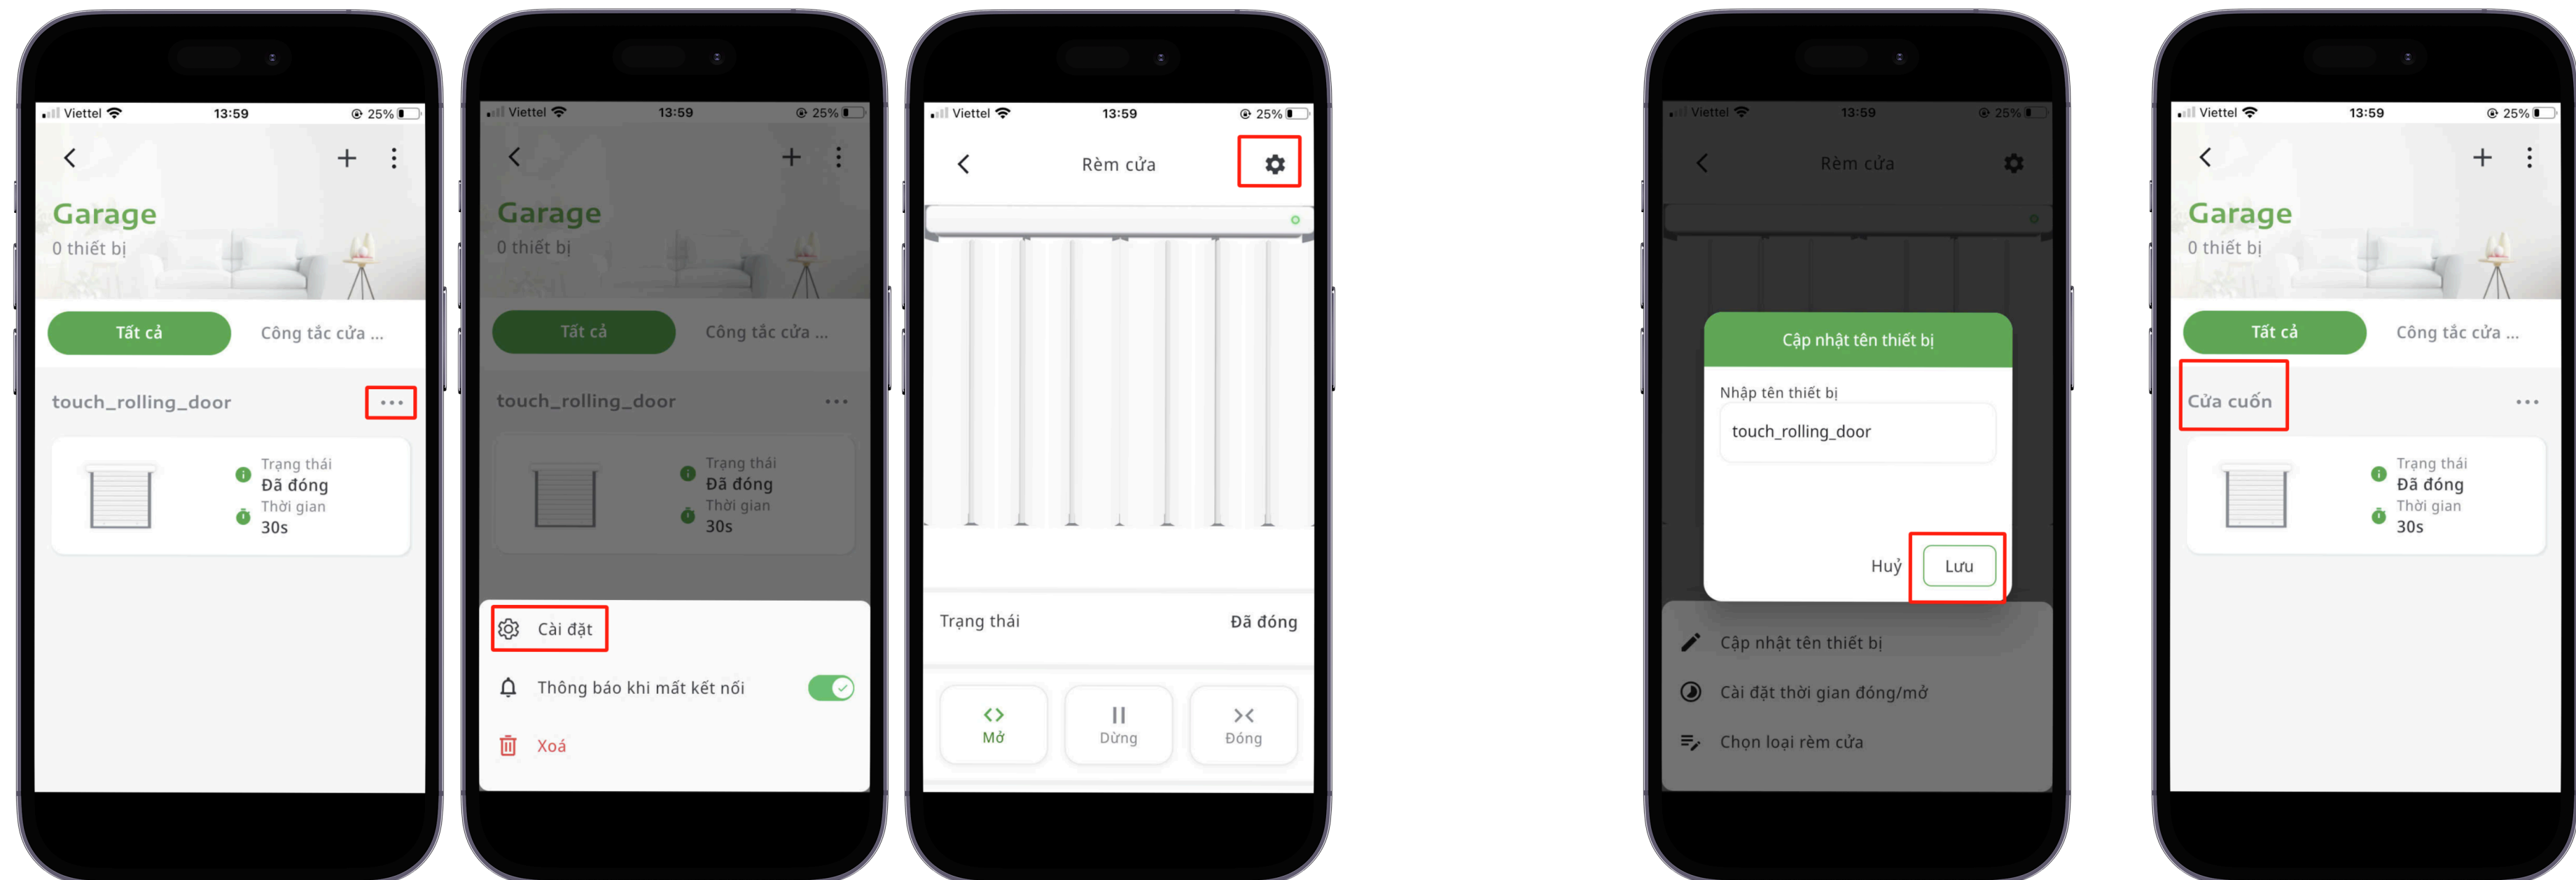 Viettel 13:59 25%
Garage
0 thiết bị
Tất cả Công tắc cửa ...
touch_rolling_door
Trạng thái
Đã đóng
Thời gian
30s
Viettel 13:59 25%
Garage
0 thiết bị
Tất cả Công tắc cửa ...
touch_rolling_door
Trạng thái
Đã đóng
Thời gian
30s
Cài đặt
Thông báo khi mất kết nối
Xoá
Viettel 13:59 25%
Rèm cửa
Trạng thái Đã đóng
Mở Dừng Đóng
Viettel 13:59 25%
Rèm cửa
Cập nhật tên thiết bị
Nhập tên thiết bị
touch_rolling_door
Huỷ Lưu
Cập nhật tên thiết bị
Cài đặt thời gian đóng/mở
Chọn loại rèm cửa
Viettel 13:59 25%
Garage
0 thiết bị
Tất cả Công tắc cửa ...
Cửa cuốn
Trạng thái
Đã đóng
Thời gian
30s